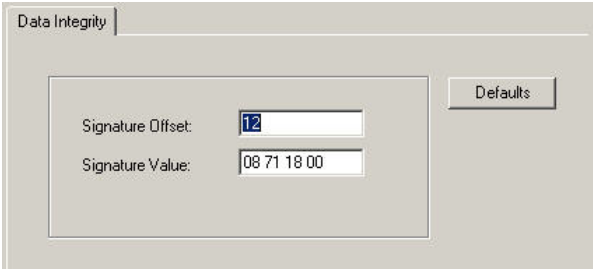 Data Integrity
Defaults
Signature Offset: 12
Signature Value: 08 71 18 00